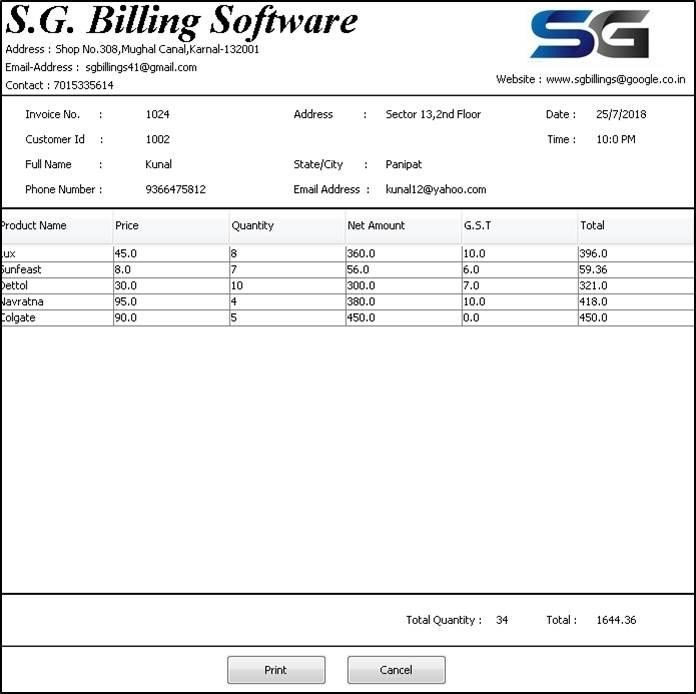 S.G. Billing Software
SG
Address : Shop No.308,Mughal Canal,Karnal-132001
Email-Address : sgbillings41@gmail.com
Contact : 7015335614
Website : www.sgbillings@google.co.in
Invoice No. : 1024 Address : Sector 13,2nd Floor Date : 25/7/2018
Customer Id : 1002 Time : 10:0 PM
Full Name : Kunal State/City : Panipat
Phone Number : 9366475812 Email Address : kunal12@yahoo.com
Product Name Price Quantity Net Amount G.S.T Total
Lux 45.0 8 360.0 10.0 396.0
Sunfeast 8.0 7 56.0 6.0 59.36
Dettol 30.0 10 300.0 7.0 321.0
Navratna 95.0 4 380.0 10.0 418.0
Colgate 90.0 5 450.0 0.0 450.0
Total Quantity : 34 Total : 1644.36
Print Cancel